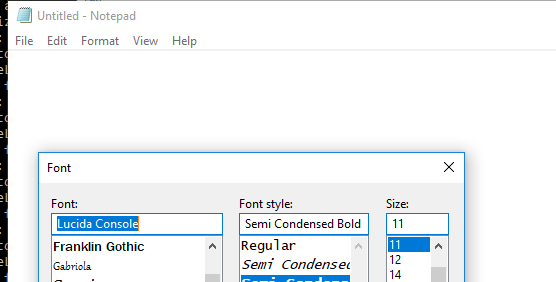 Untitled - Notepad
File Edit Format View Help
Font
Font: Font style: Size:
Lucida Console Semi Condensed Bold 11
Franklin Gothic Regular 11
Gabriola Semi Condensed 12
14